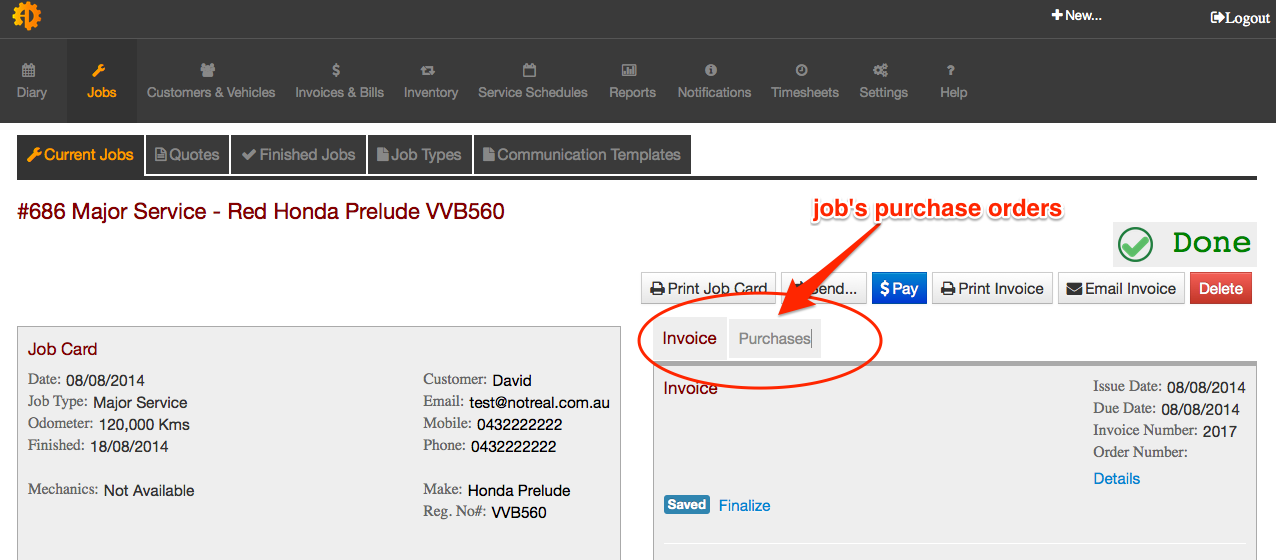 New...
Logout
Diary
Jobs
Customers & Vehicles
Invoices & Bills
Inventory
Service Schedules
Reports
Notifications
Timesheets
Settings
Help
Current Jobs
Quotes
Finished Jobs
Job Types
Communication Templates
#686 Major Service - Red Honda Prelude VVB560
job's purchase orders
Done
Print Job Card
Send...
$ Pay
Print Invoice
Email Invoice
Delete
Invoice
Purchases
Job Card
Date: 08/08/2014
Job Type: Major Service
Odometer: 120,000 Kms
Finished: 18/08/2014
Mechanics: Not Available
Customer: David
Email: test@notreal.com.au
Mobile: 0432222222
Phone: 0432222222
Make: Honda Prelude
Reg. No#: VVB560
Invoice
Issue Date: 08/08/2014
Due Date: 08/08/2014
Invoice Number: 2017
Order Number:
Details
Saved
Finalize